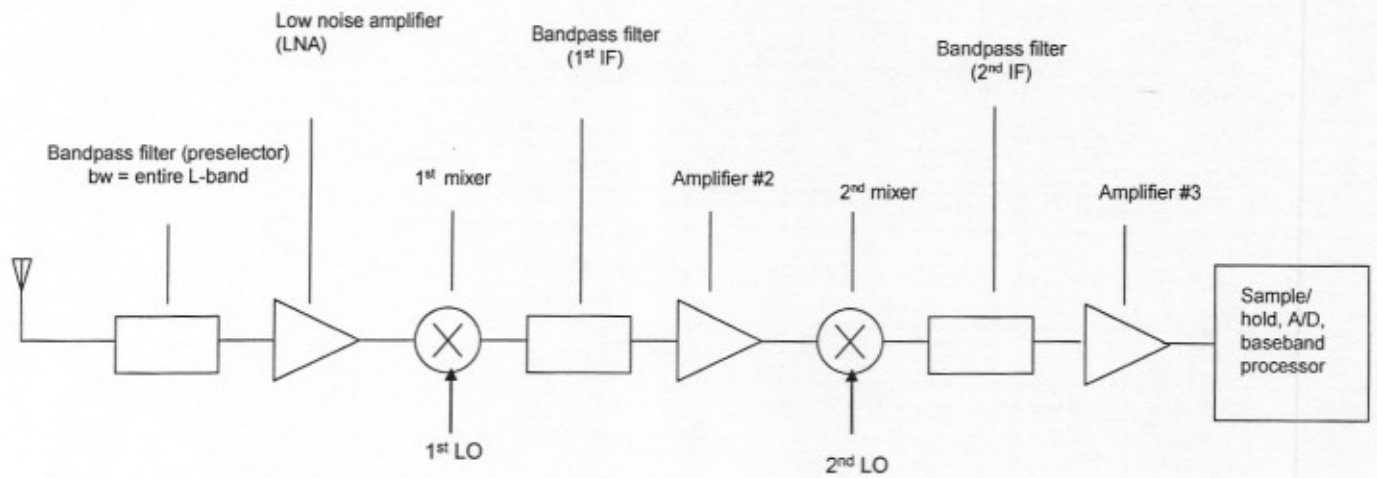 Low noise amplifier
(LNA)
Bandpass filter
(1st IF)
Bandpass filter
(2nd IF)
Bandpass filter (preselector)
bw = entire L-band
1st mixer
Amplifier #2
2nd mixer
Amplifier #3
Sample/
hold, A/D,
baseband
processor
1st LO
2nd LO